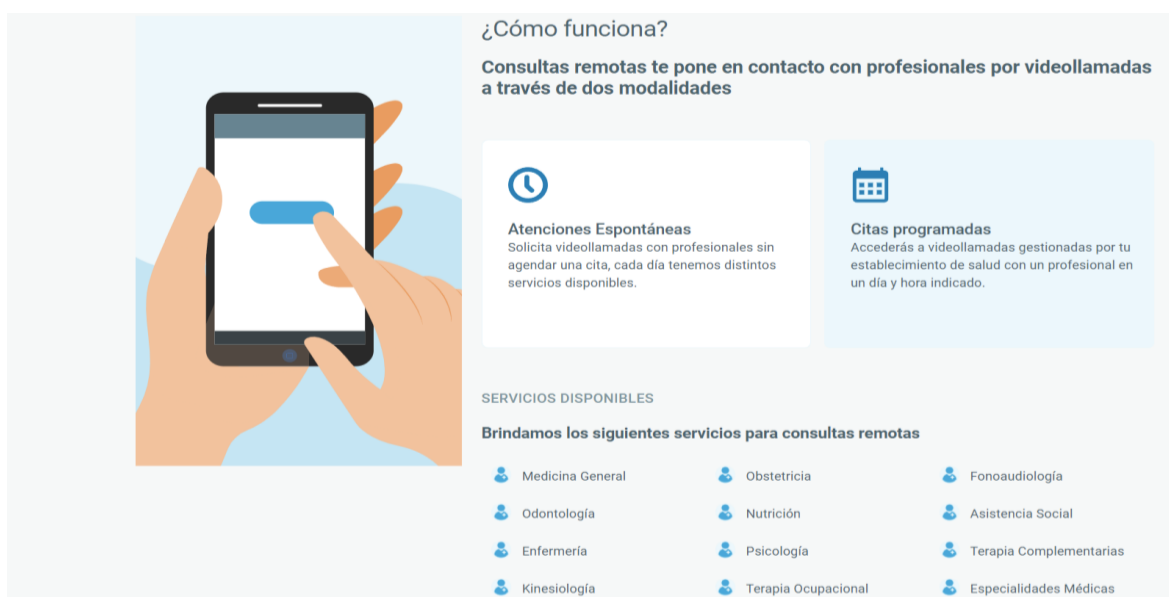 ¿Cómo funciona?
Consultas remotas te pone en contacto con profesionales por videollamadas
a través de dos modalidades
Atenciones Espontáneas
Solicita videollamadas con profesionales sin
agendar una cita, cada día tenemos distintos
servicios disponibles.
Citas programadas
Accederás a videollamadas gestionadas por tu
establecimiento de salud con un profesional en
un día y hora indicado.
SERVICIOS DISPONIBLES
Brindamos los siguientes servicios para consultas remotas
Medicina General
Obstetricia
Fonoaudiología
Odontología
Nutrición
Asistencia Social
Enfermería
Psicología
Terapia Complementarias
Kinesiología
Terapia Ocupacional
Especialidades Médicas